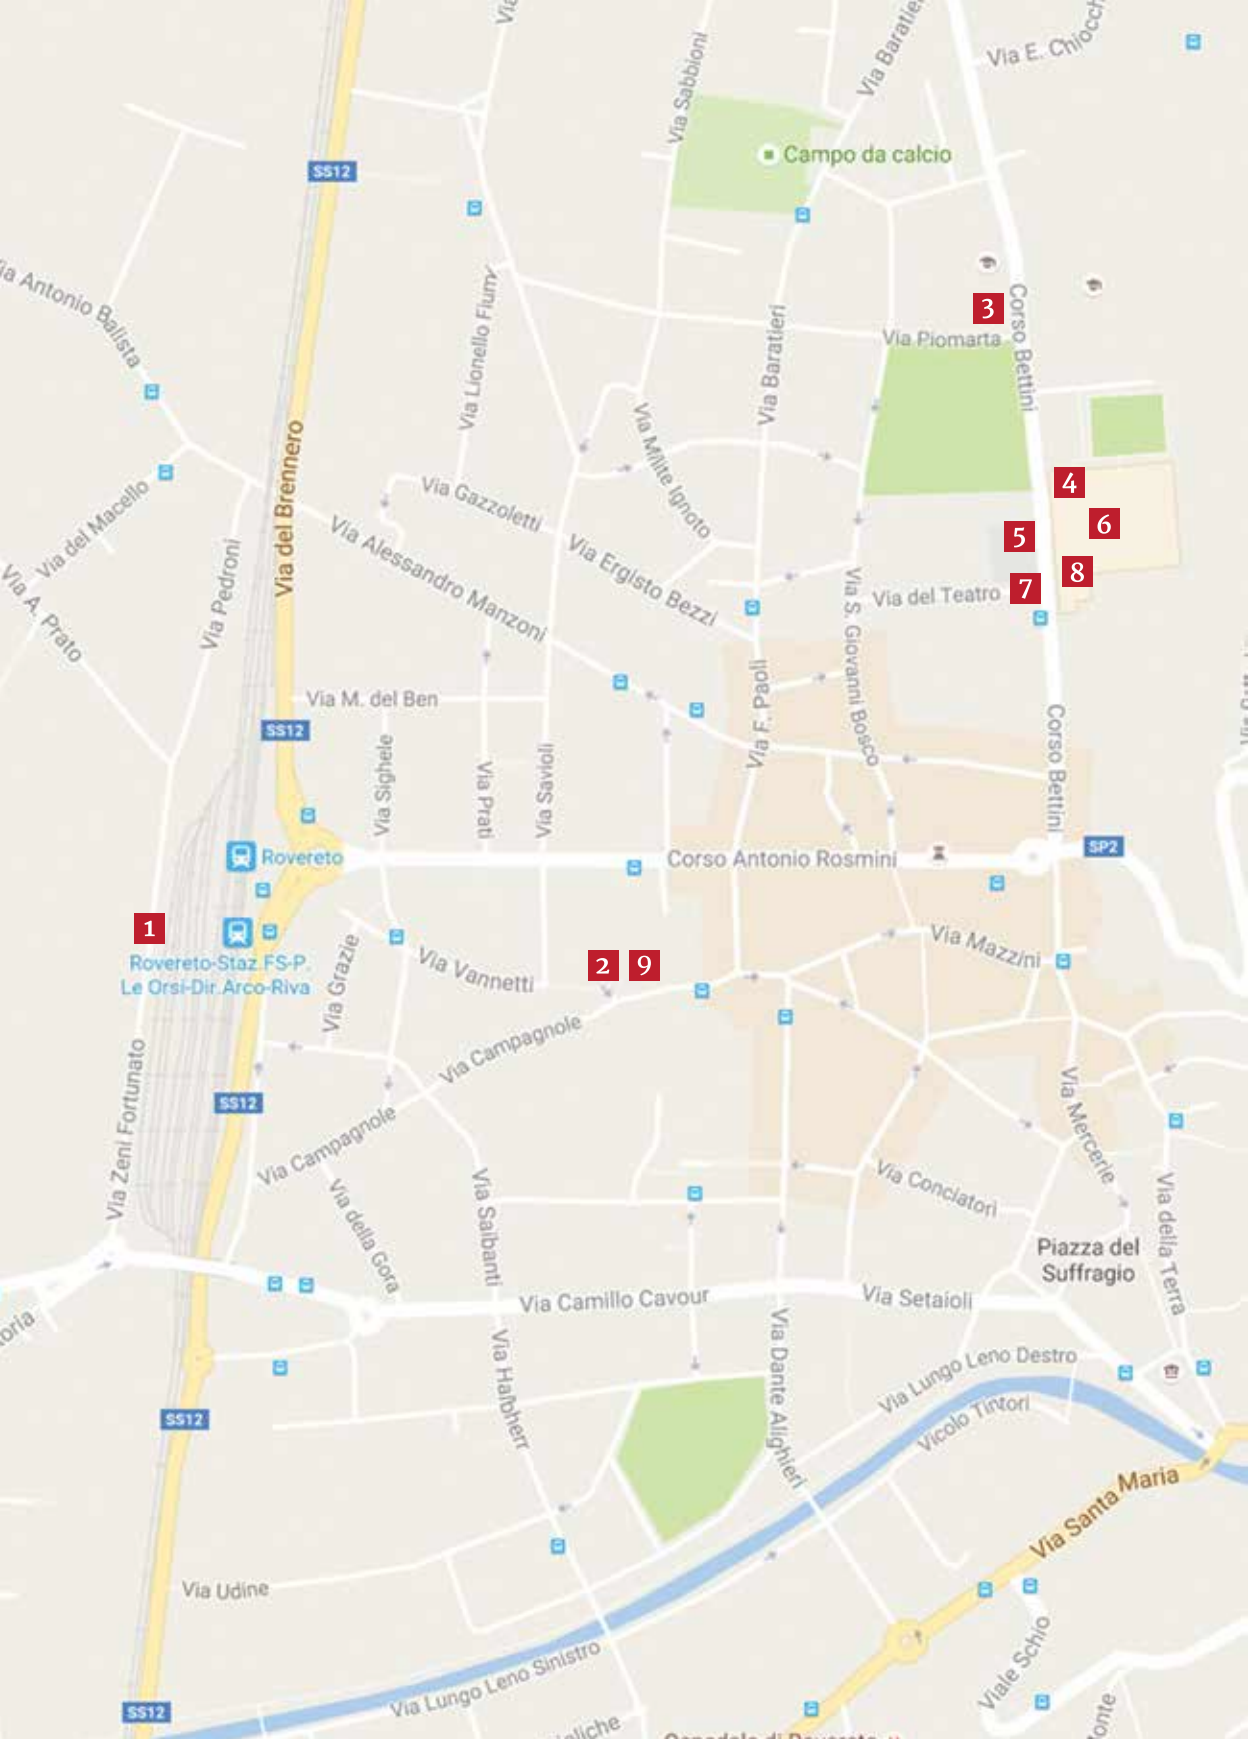 Via Sabbioni
Via Baratieri
Via E. Chiocch
Campo da calcio
SS12
Via Antonio Balista
Via Lionello Fiumi
3
Corso Bettini
Via Piomarta
Via Baratieri
Via Milite Ignoto
Via del Brennero
Via Gazzoletti
Via del Macello
4
6
5
8
7
Via Alessandro Manzoni
Via Ergisto Bezzi
Via Pedroni
Via A. Prato
Via del Teatro
Via S. Giovanni Bosco
Via M. del Ben
Via F. Paoli
SS12
Via Sighele
Via Prati
Via Savioli
Corso Bettini
Rovereto
Corso Antonio Rosmini
SP2
1
Rovereto-Staz.FS-P.
Le Orsi-Dir.Arco-Riva
Via Grazie
Via Vannetti
2
9
Via Mazzini
Via Campagnole
Via Zeni Fortunato
SS12
Via Campagnole
Via Mercerie
Via della Gora
Via Saibanti
Via Conciatori
Via della Terra
Piazza del
Suffragio
Via Camillo Cavour
Via Setaioli
oria
Via Halbherr
Via Dante Alighieri
Via Lungo Leno Destro
Vicolo Tintori
SS12
Via Santa Maria
Via Udine
Via Lungo Leno Sinistro
Viale Schio
SS12
igliche
onte
Ospedale di Rovereto